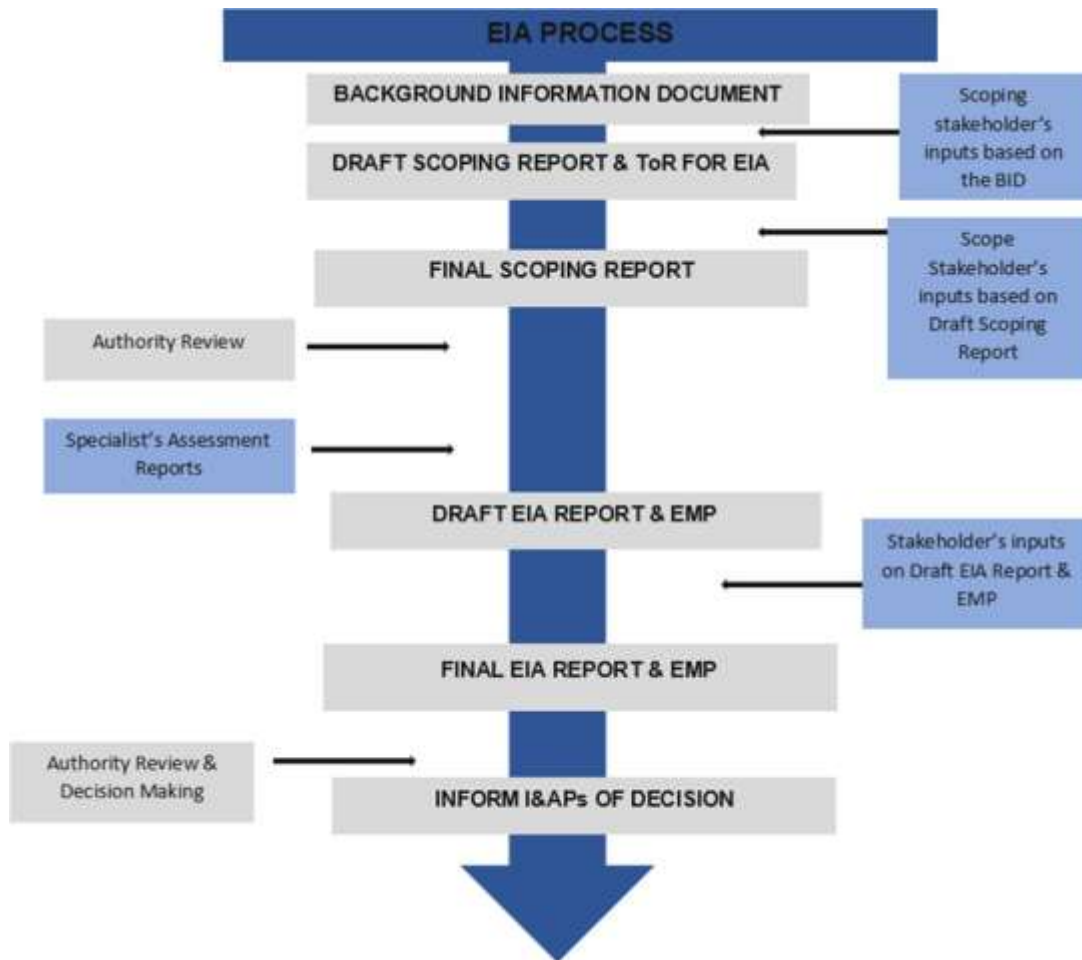 EIA PROCESS
BACKGROUND INFORMATION DOCUMENT
Scoping
stakeholder's
inputs based on
the BID
DRAFT SCOPING REPORT & ToR FOR EIA
Scope
Stakeholder's
inputs based on
Draft Scoping
Report
FINAL SCOPING REPORT
Authority Review
Specialist's Assessment
Reports
DRAFT EIA REPORT & EMP
Stakeholder's inputs
on Draft EIA Report &
EMP
FINAL EIA REPORT & EMP
Authority Review &
Decision Making
INFORM I&APs OF DECISION